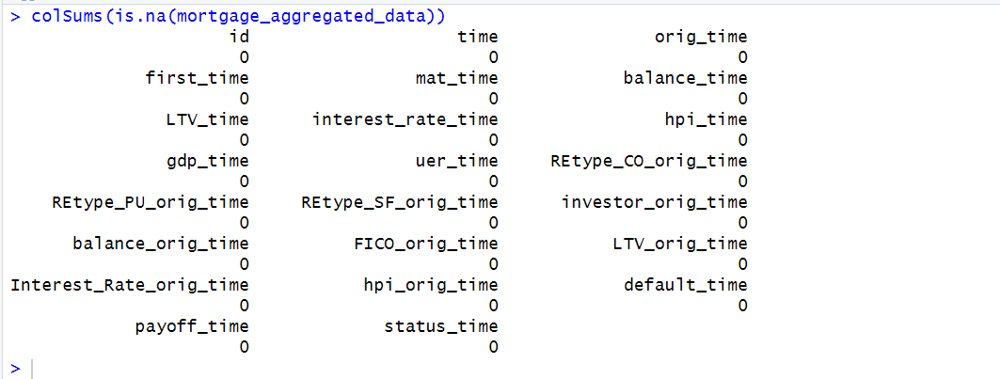 > colSums(is.na(mortgage_aggregated_data))
id time orig_time
0 0 0
first_time mat_time balance_time
0 0 0
LTV_time interest_rate_time hpi_time
0 0 0
gdp_time uer_time REtype_CO_orig_time
0 0 0
REtype_PU_orig_time REtype_SF_orig_time investor_orig_time
0 0 0
balance_orig_time FICO_orig_time LTV_orig_time
0 0 0
Interest_Rate_orig_time hpi_orig_time default_time
0 0 0
payoff_time status_time
0 0
>